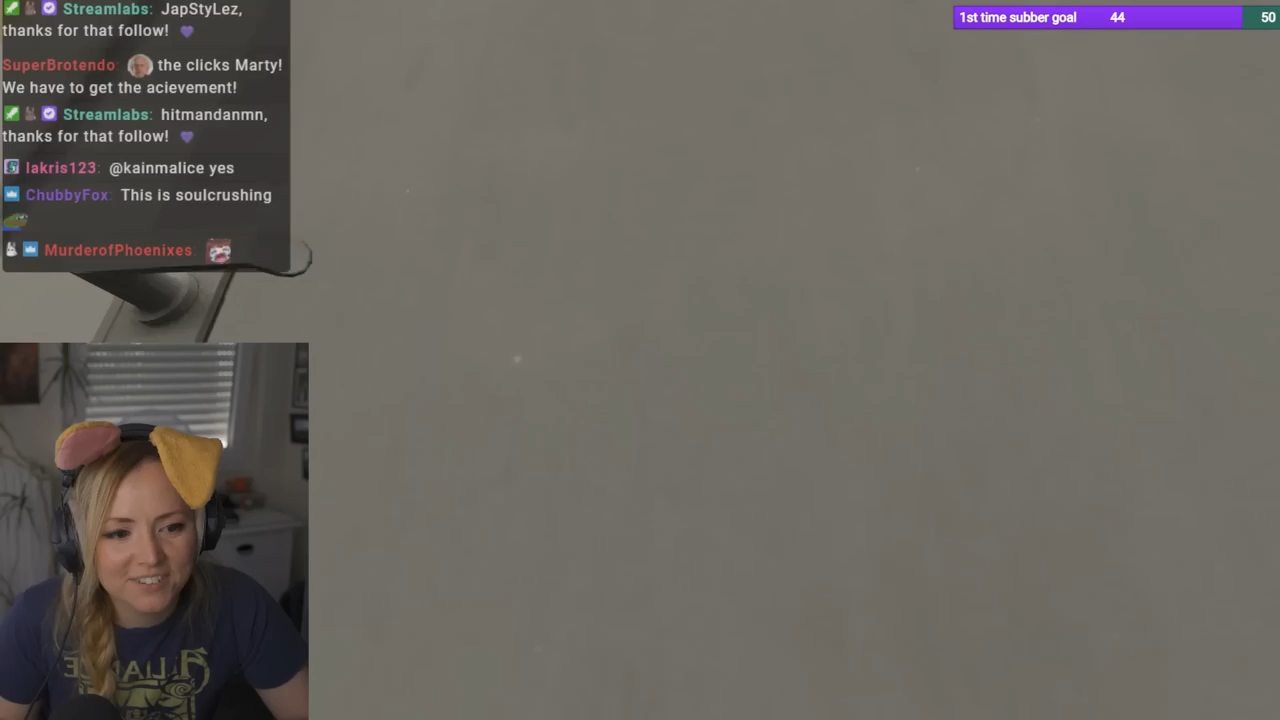 Streamlabs: JapStyLez,
thanks for that follow!
SuperBrotendo: the clicks Marty!
We have to get the acievement!
Streamlabs: hitmandanmn,
thanks for that follow!
lakris123: @kainmalice yes
ChubbyFox: This is soulcrushing
MurderofPhoenixes:
1st time subber goal 44 50
ALLIANCE